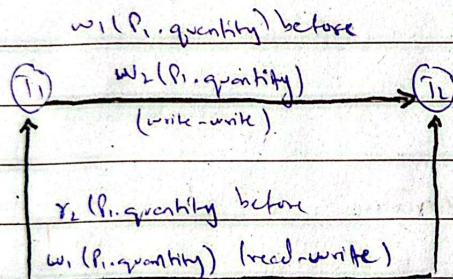 w1(P1.quantity) before
T1
w2(P1.quantity)
T2
(write-write)
r2(P1.quantity before
w1(P1.quantity) (read-write)